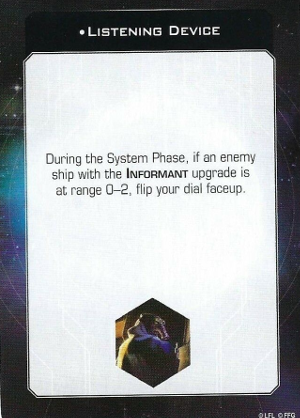 •LISTENING DEVICE
During the System Phase, if an enemy
ship with the INFORMANT upgrade is
at range 0–2, flip your dial faceup.
©LFL ©FFG